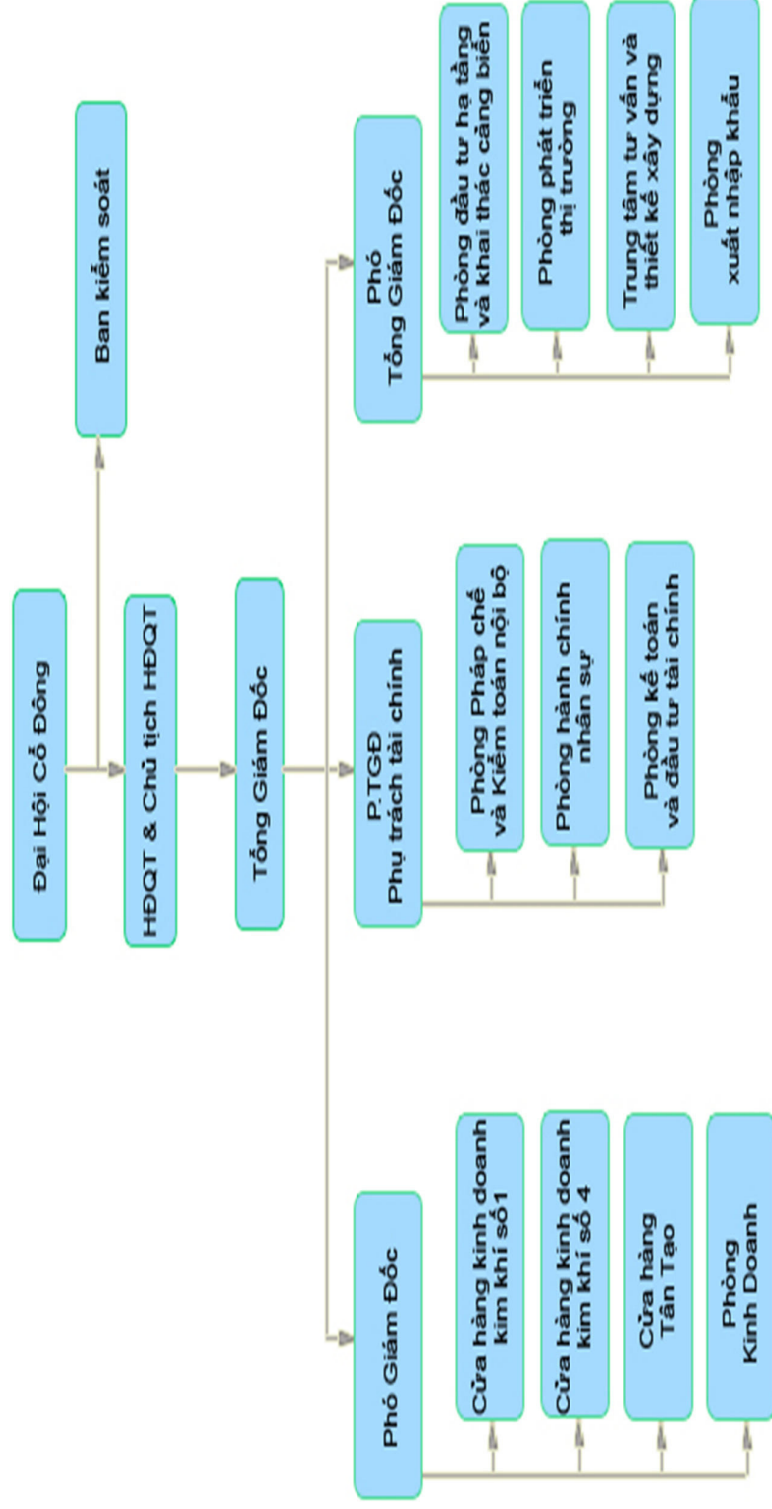 Đại Hội Cổ Đông
Ban kiểm soát
HĐQT & Chủ tịch HĐQT
Tổng Giám Đốc
Phó Giám Đốc
Cửa hàng kinh doanh
kim khí số1
Cửa hàng kinh doanh
kim khí số 4
Cửa hàng
Tân Tạo
Phòng
Kinh Doanh
P.TGĐ
Phụ trách tài chính
Phòng Pháp chế
và Kiểm toán nội bộ
Phòng hành chính
nhân sự
Phòng kế toán
và đầu tư tài chính
Phó
Tổng Giám Đốc
Phòng đầu tư hạ tầng
và khai thác cảng biển
Phòng phát triển
thị trường
Trung tâm tư vấn và
thiết kế xây dựng
Phòng
xuất nhập khẩu